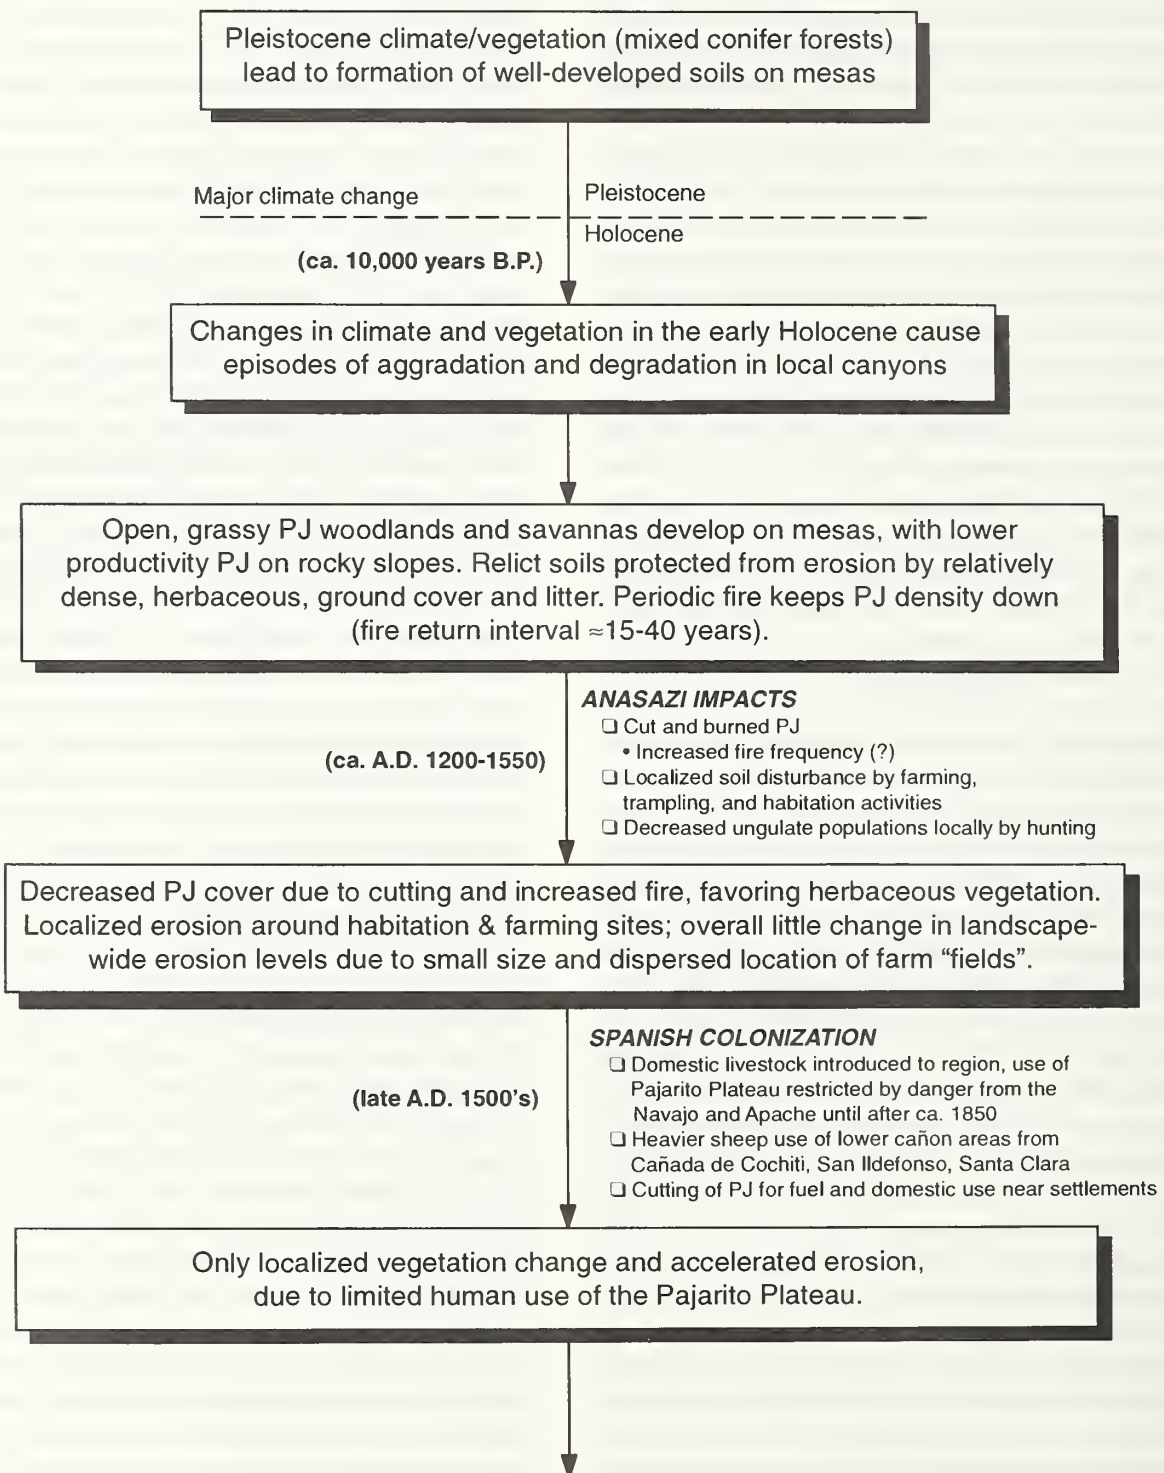 Pleistocene climate/vegetation (mixed conifer forests)
lead to formation of well-developed soils on mesas
Major climate change
Pleistocene
Holocene
(ca. 10,000 years B.P.)
Changes in climate and vegetation in the early Holocene cause
episodes of aggradation and degradation in local canyons
Open, grassy PJ woodlands and savannas develop on mesas, with lower
productivity PJ on rocky slopes. Relict soils protected from erosion by relatively
dense, herbaceous, ground cover and litter. Periodic fire keeps PJ density down
(fire return interval ≈15-40 years).
(ca. A.D. 1200-1550)
ANASAZI IMPACTS
❑ Cut and burned PJ
• Increased fire frequency (?)
❑ Localized soil disturbance by farming,
trampling, and habitation activities
❑ Decreased ungulate populations locally by hunting
Decreased PJ cover due to cutting and increased fire, favoring herbaceous vegetation.
Localized erosion around habitation & farming sites; overall little change in landscape-
wide erosion levels due to small size and dispersed location of farm “fields”.
(late A.D. 1500's)
SPANISH COLONIZATION
❑ Domestic livestock introduced to region, use of
Pajarito Plateau restricted by danger from the
Navajo and Apache until after ca. 1850
❑ Heavier sheep use of lower cañon areas from
Cañada de Cochiti, San Ildefonso, Santa Clara
❑ Cutting of PJ for fuel and domestic use near settlements
Only localized vegetation change and accelerated erosion,
due to limited human use of the Pajarito Plateau.